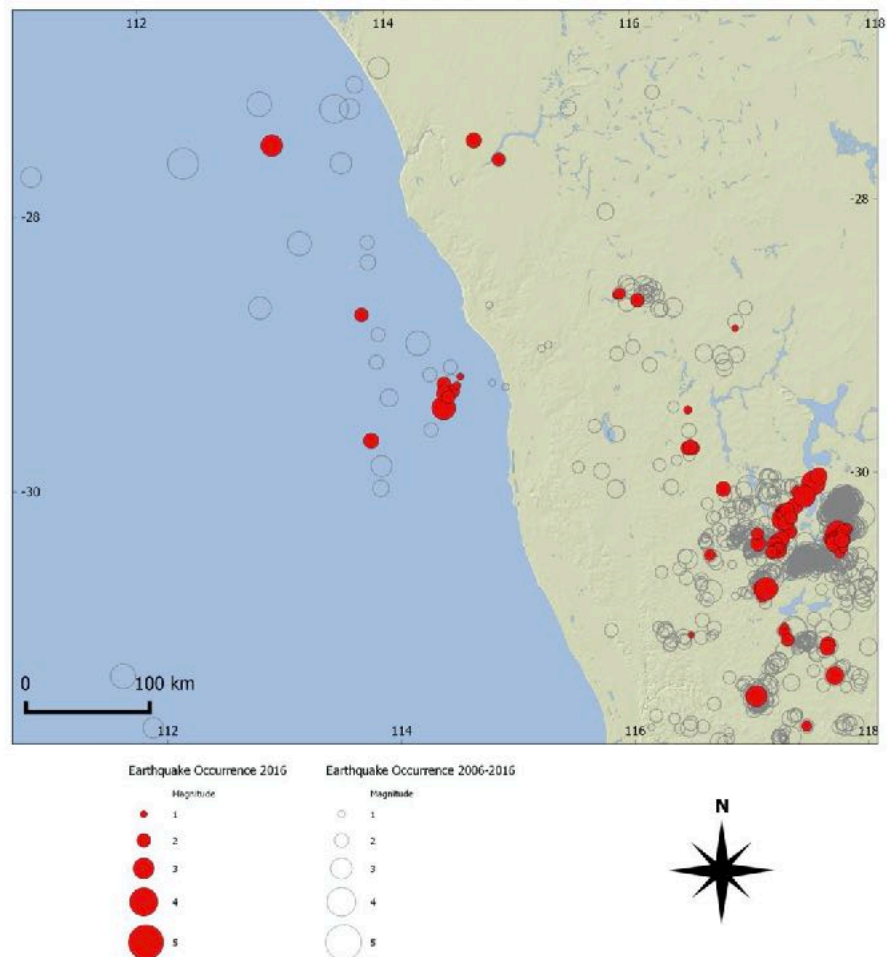 112 114 116 118
-28 -28
-30 -30
0 100 km
112 114 116 118
Earthquake Occurrence 2016 Earthquake Occurrence 2006-2016
Magnitude Magnitude
1 1
2 2
3 3
4 4
5 5
N